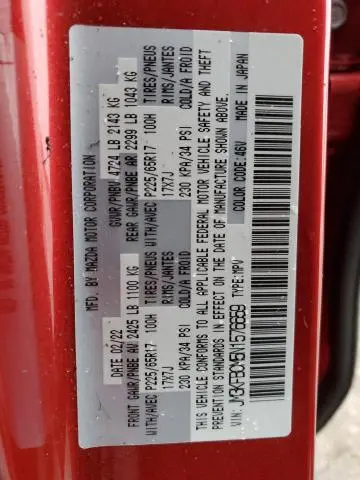 MFD. BY MAZDA MOTOR CORPORATION
DATE 02/22 GVWR/PNBV 4724 LB 2143 KG
FRONT GAWR/PNBE AV 2425 LB 1100 KG REAR GAWR/PNBE AR 2299 LB 1043 KG
WITH/AVEC P225/65R17 100H TIRES/PNEUS WITH/AVEC P225/65R17 100H TIRES/PNEUS
17X7J RIMS/JANTES 17X7J RIMS/JANTES
230 KPA/34 PSI COLD/A FROID 230 KPA/34 PSI COLD/A FROID
THIS VEHICLE CONFORMS TO ALL APPLICABLE FEDERAL MOTOR VEHICLE SAFETY AND THEFT
PREVENTION STANDARDS IN EFFECT ON THE DATE OF MANUFACTURE SHOWN ABOVE.
VIN: JM3KFBCM5N1576659 TYPE: MPV COLOR CODE: 46V MADE IN JAPAN